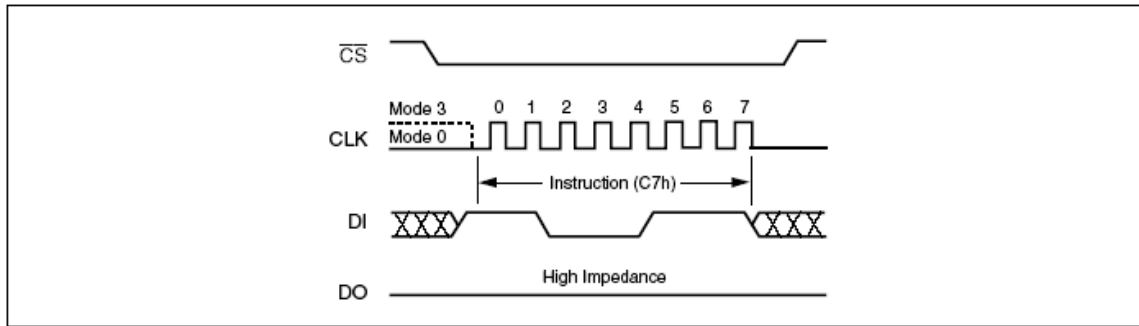 CS
Mode 3 0 1 2 3 4 5 6 7
CLK Mode 0
Instruction (C7h)
DI
High Impedance
DO